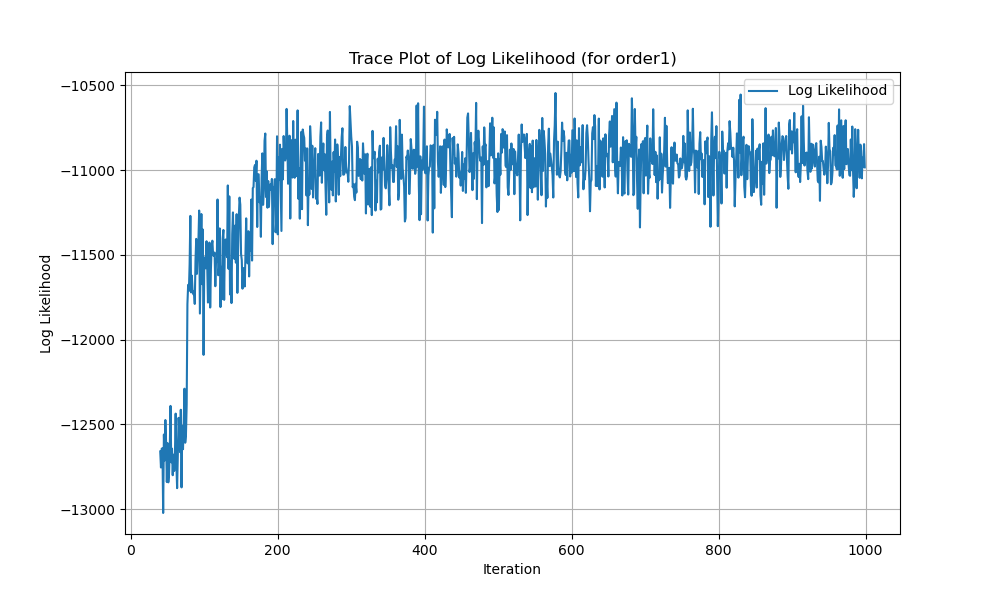 Trace Plot of Log Likelihood (for order1)
Log Likelihood
−10500
−11000
−11500
−12000
−12500
−13000
Log Likelihood
0 200 400 600 800 1000
Iteration